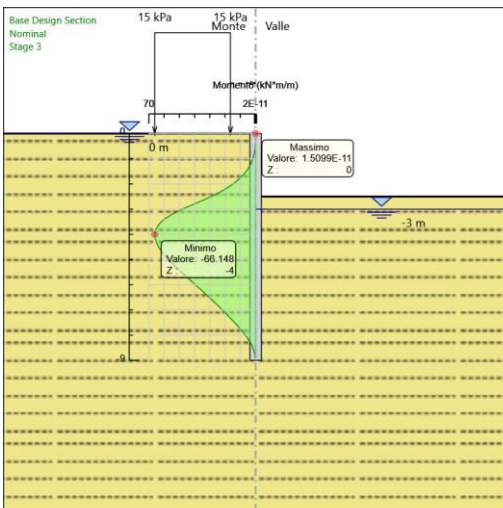 Base Design Section
Nominal
Stage 3
15 kPa
15 kPa
Monte
Valle
Momento (kN*m/m)
70
2E-11
0
0 m
Massimo
Valore: 1.5099E-11
Z : 0
-3 m
Minimo
Valore: -66.148
Z : -4
-9